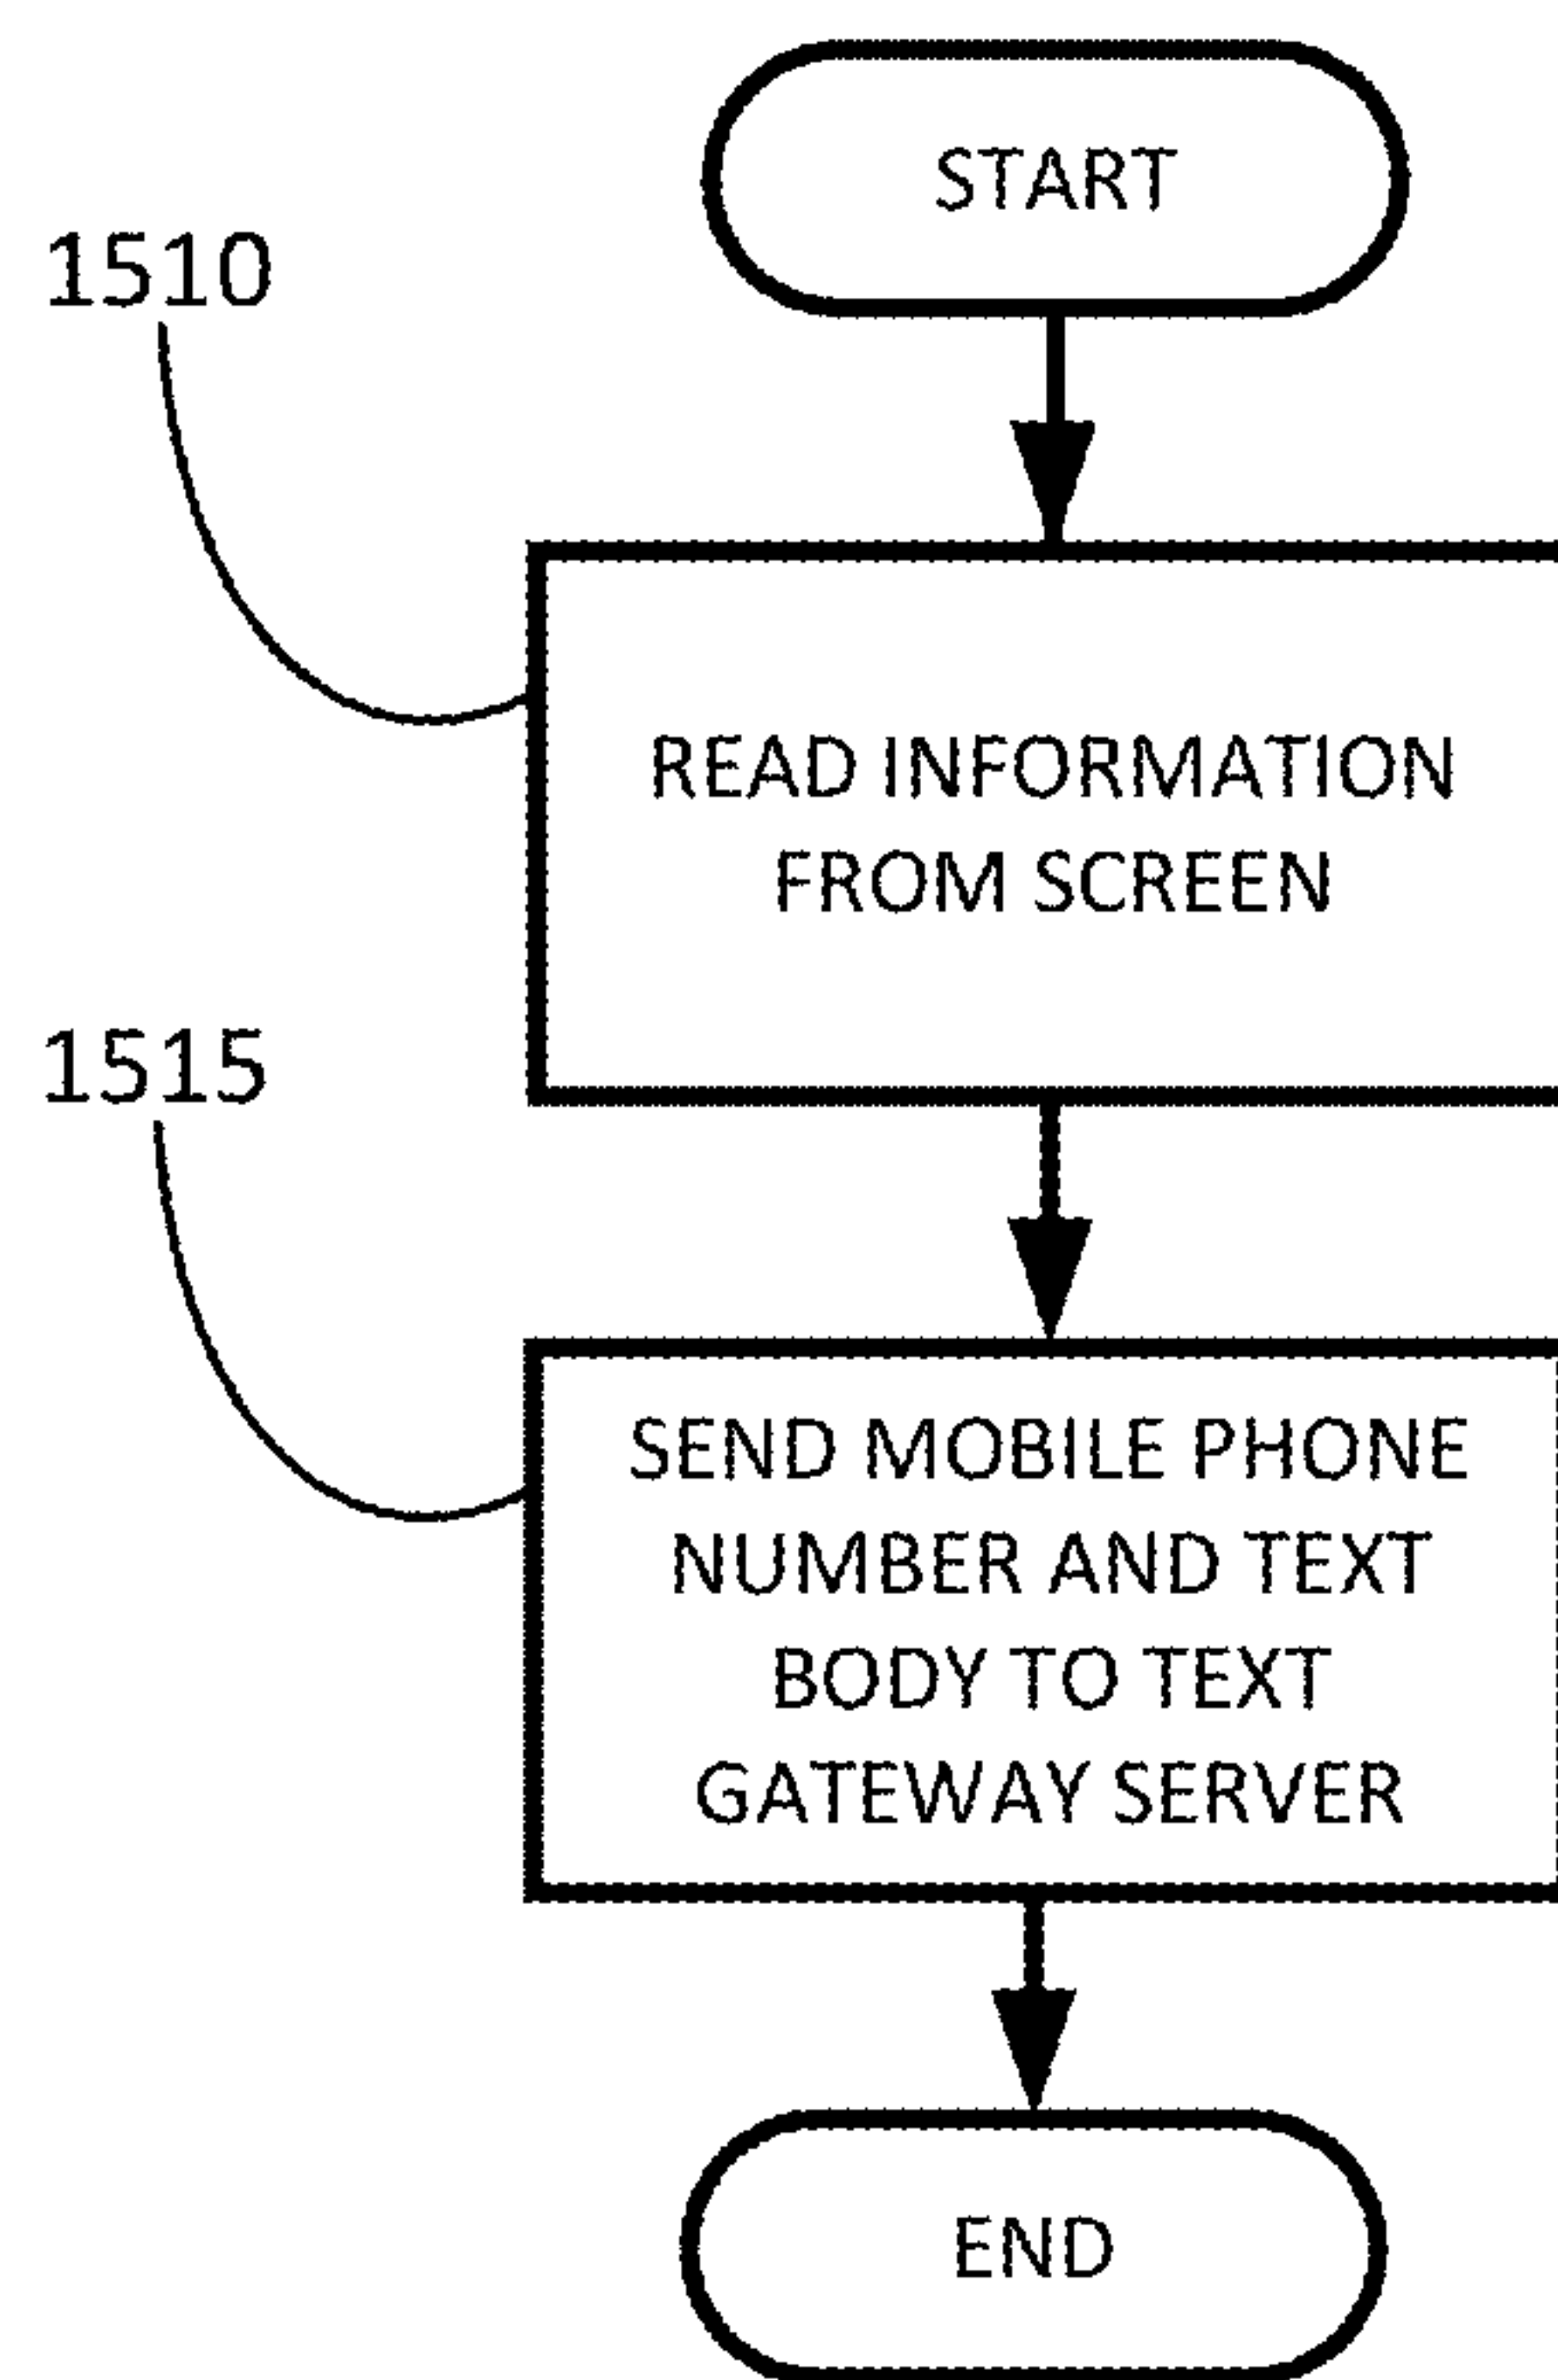 START
1510
READ INFORMATION
FROM SCREEN
1515
SEND MOBILE PHONE
NUMBER AND TEXT
BODY TO TEXT
GATEWAY SERVER
END